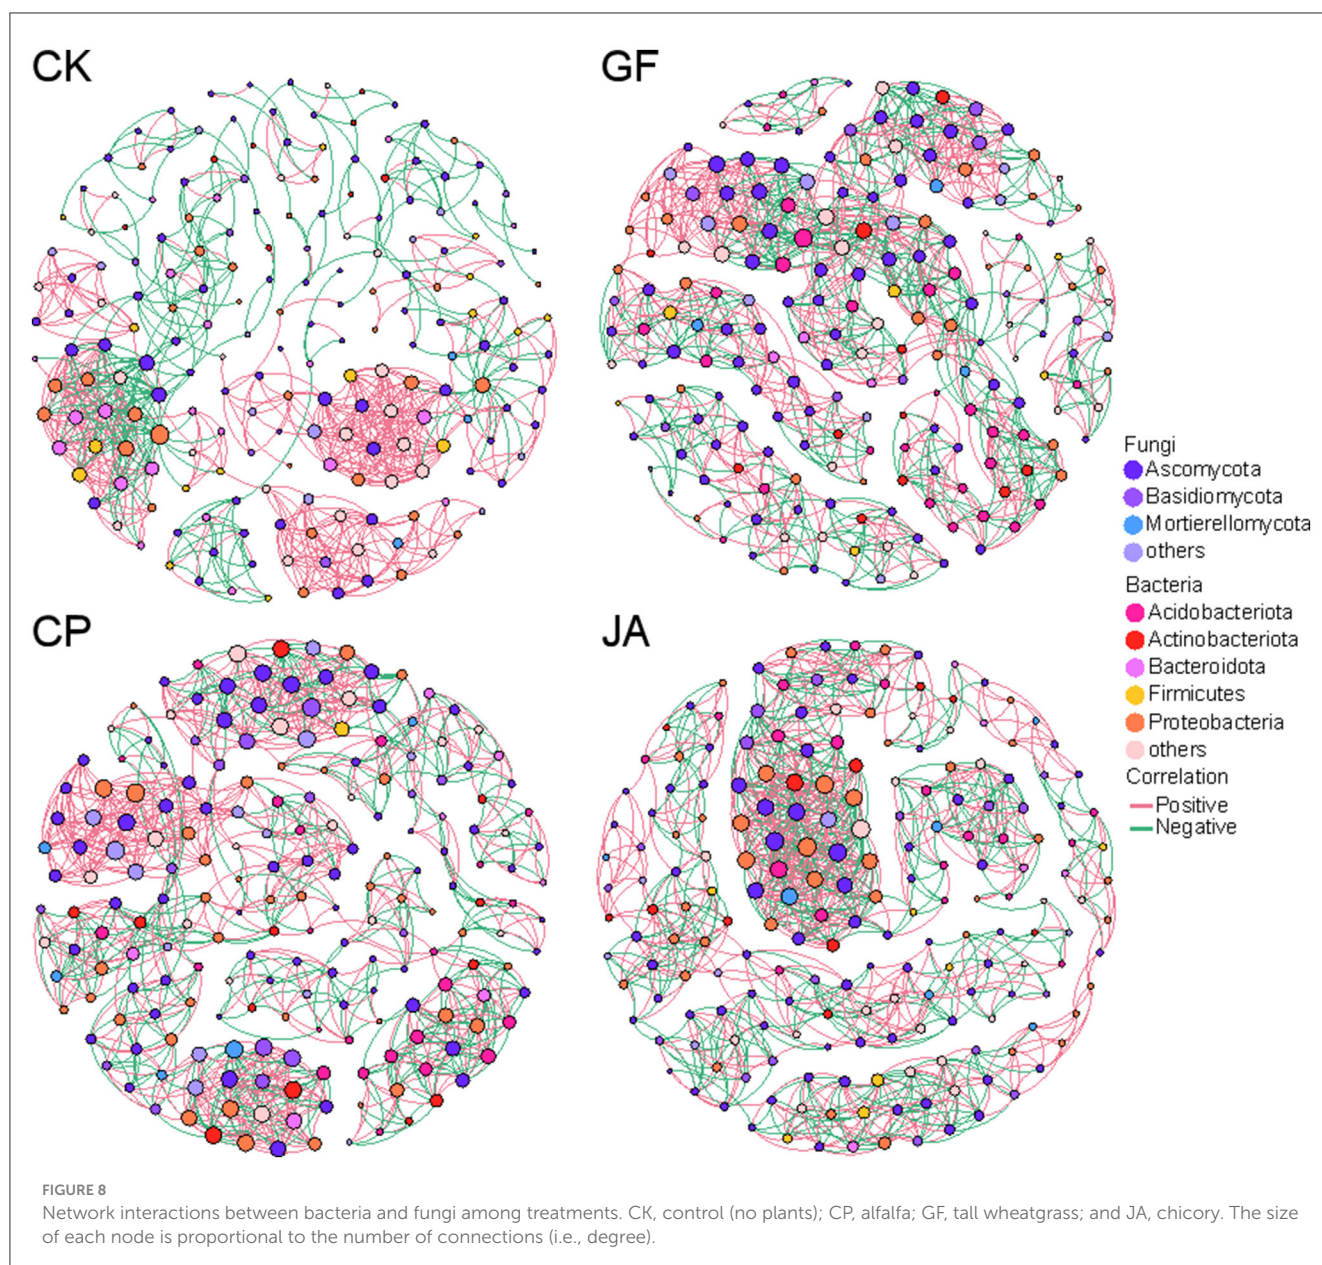 CK
GF
CP
JA
Fungi
Ascomycota
Basidiomycota
Mortierellomycota
others
Bacteria
Acidobacteriota
Actinobacteriota
Bacteroidota
Firmicutes
Proteobacteria
others
Correlation
Positive
Negative
FIGURE 8
Network interactions between bacteria and fungi among treatments. CK, control (no plants); CP, alfalfa; GF, tall wheatgrass; and JA, chicory. The size
of each node is proportional to the number of connections (i.e., degree).